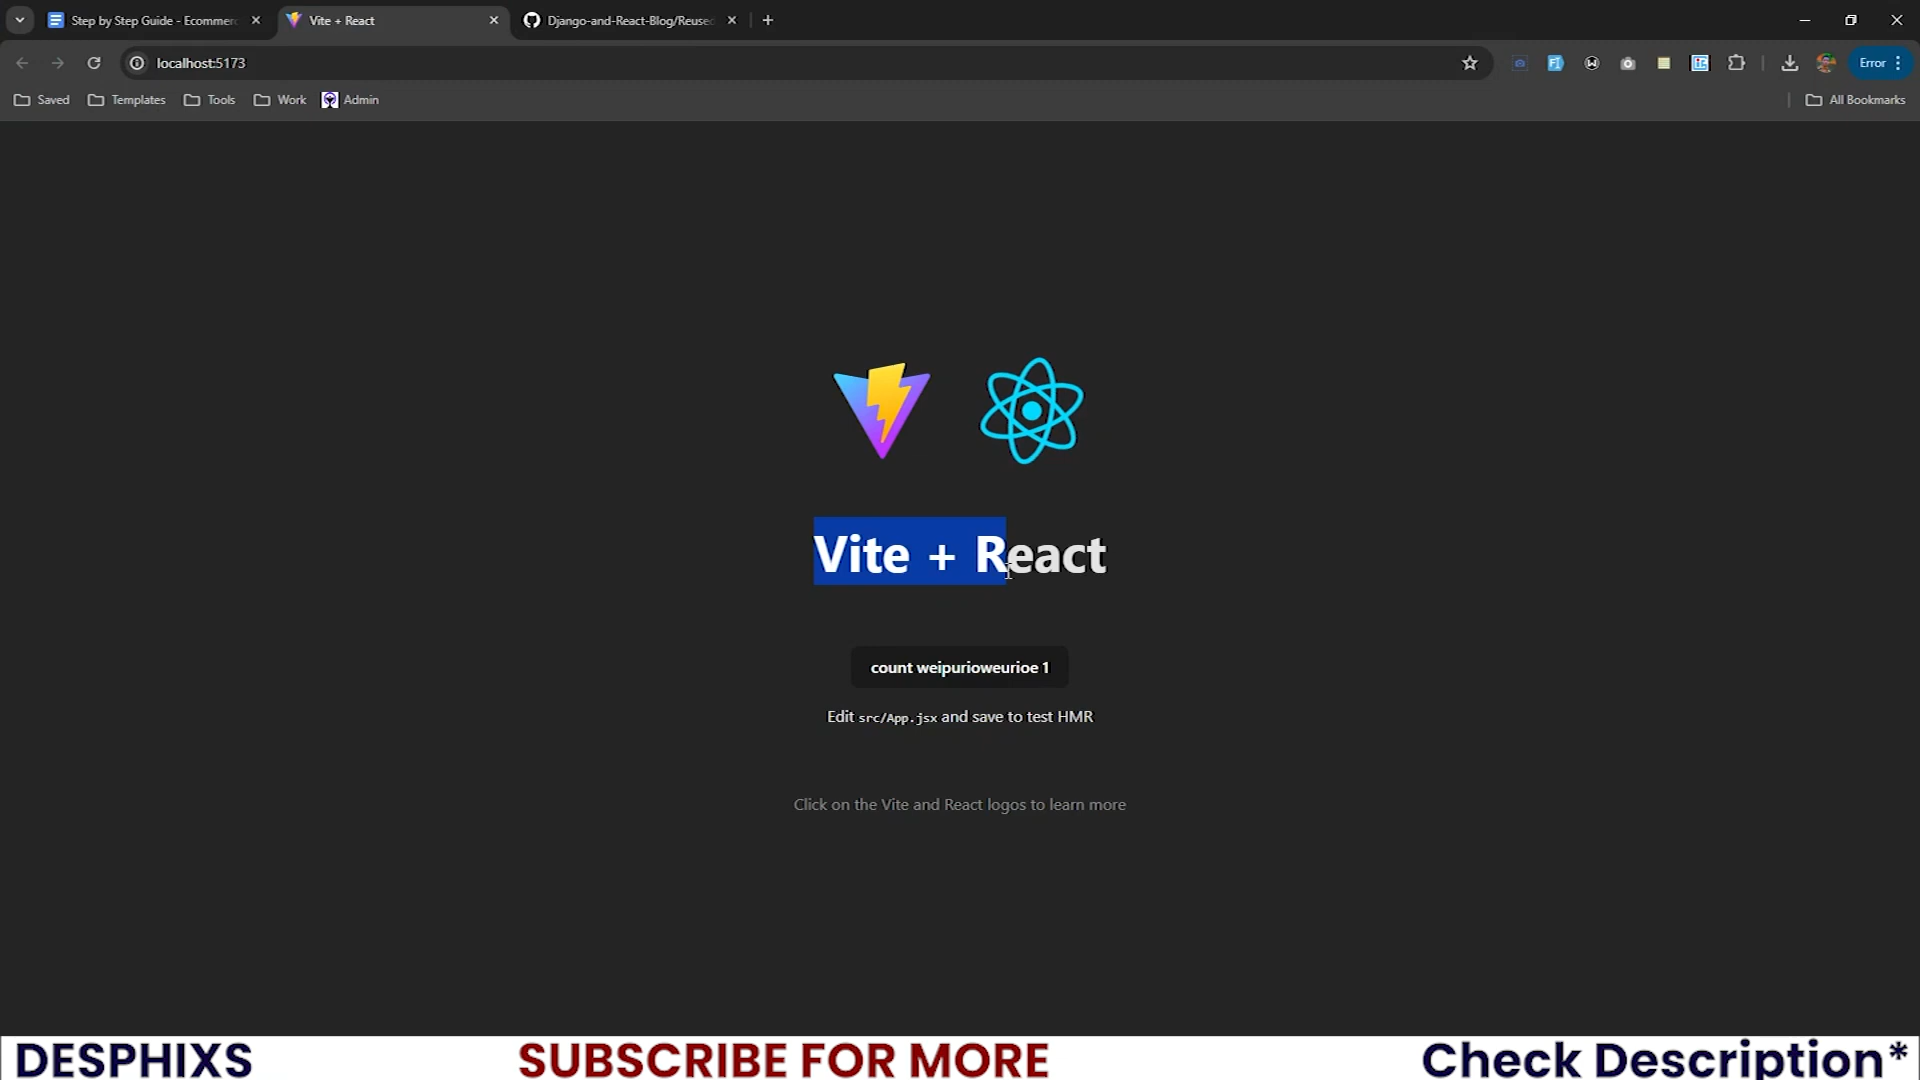 Step by Step Guide - Ecommer
Vite + React
Django-and-React-Blog/Reused
localhost:5173
Error
Saved
Templates
Tools
Work
Admin
All Bookmarks
Vite + React
count weipurioweurioe 1
Edit src/App.jsx and save to test HMR
Click on the Vite and React logos to learn more
DESPHIXS
SUBSCRIBE FOR MORE
Check Description*